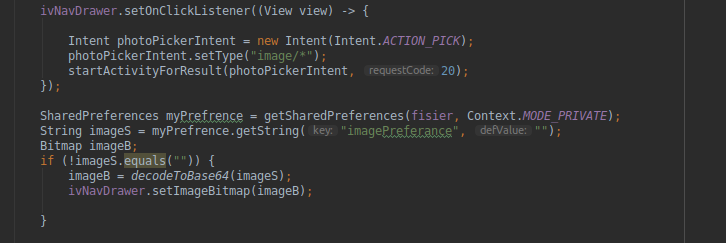 ivNavDrawer.setOnClickListener((View view) -> {
Intent photoPickerIntent = new Intent(Intent.ACTION_PICK);
photoPickerIntent.setType("image/*");
startActivityForResult(photoPickerIntent, requestCode: 20);
});
SharedPreferences myPrefrence = getSharedPreferences(fisier, Context.MODE_PRIVATE);
String imageS = myPrefrence.getString( key: "imagePreferance", defValue: "");
Bitmap imageB;
if (!imageS.equals("")) {
imageB = decodeToBase64(imageS);
ivNavDrawer.setImageBitmap(imageB);
}